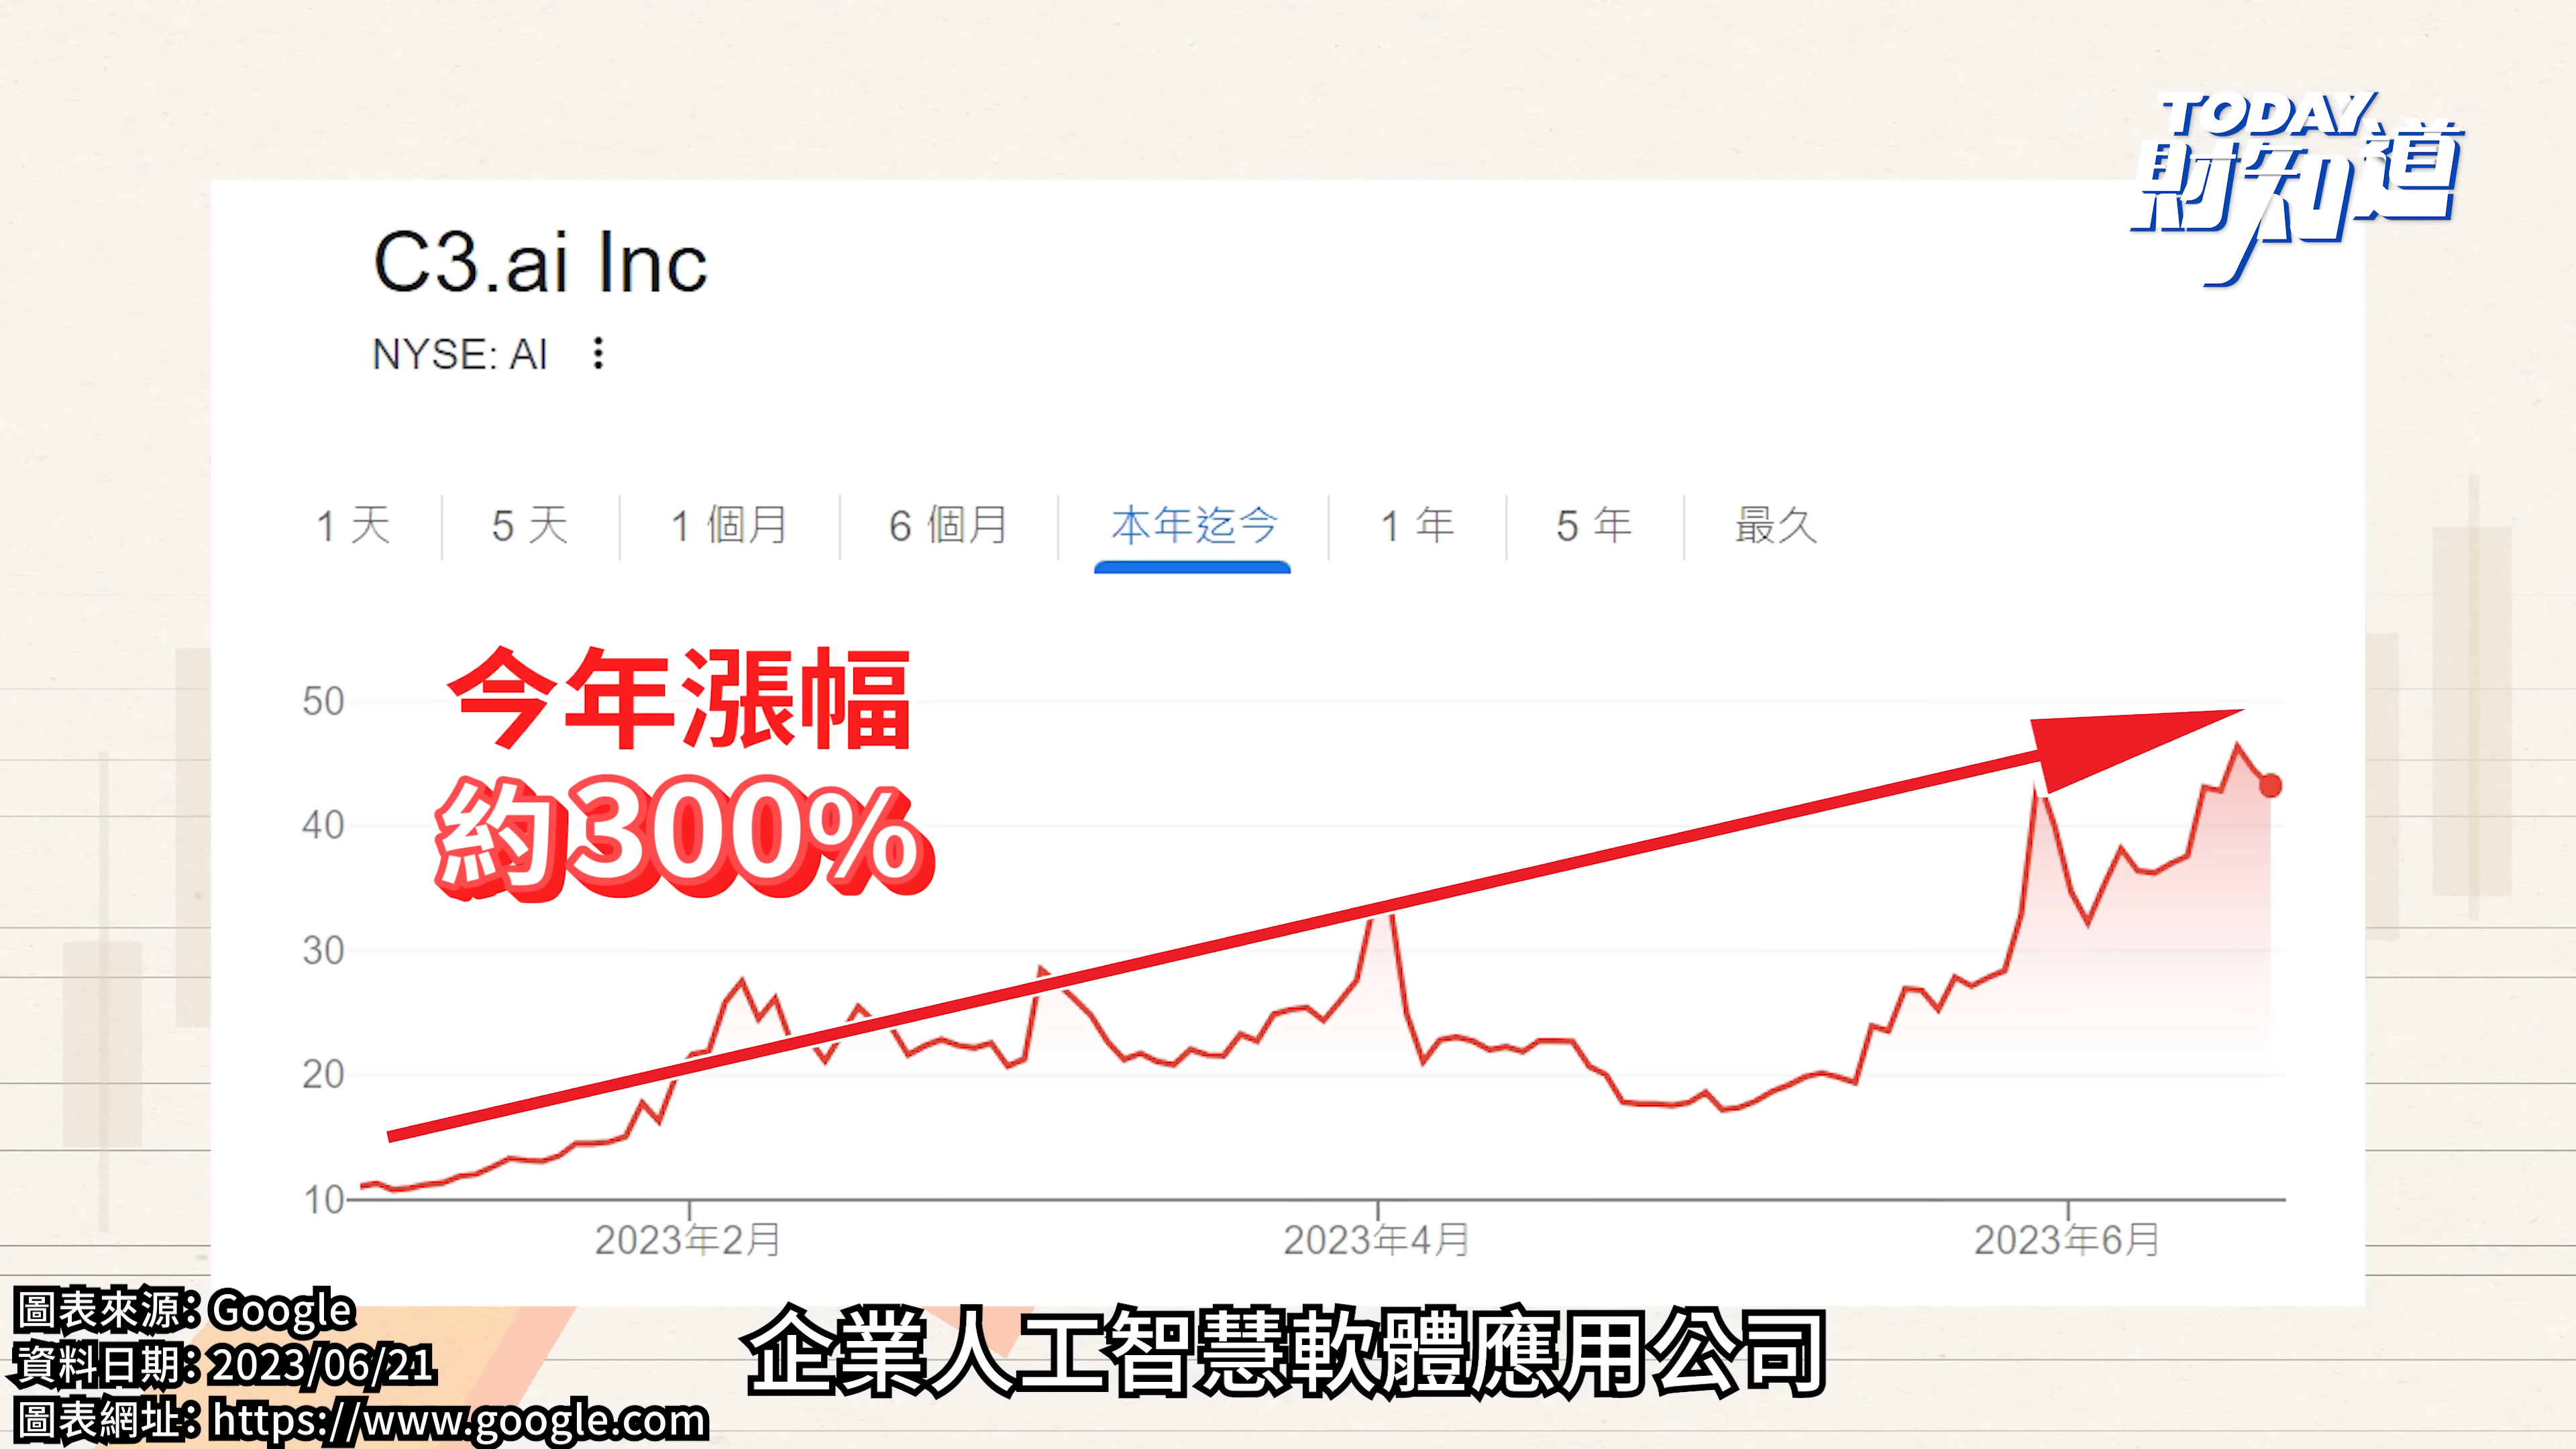 TODAY
財知道
C3.ai Inc
NYSE: AI
1 天 5 天 1 個月 6 個月 本年迄今 1 年 5 年 最久
今年漲幅
約300%
50
40
30
20
10
2023年2月 2023年4月 2023年6月
企業人工智慧軟體應用公司
圖表來源：Google
資料日期：2023/06/21
圖表網址：https://www.google.com